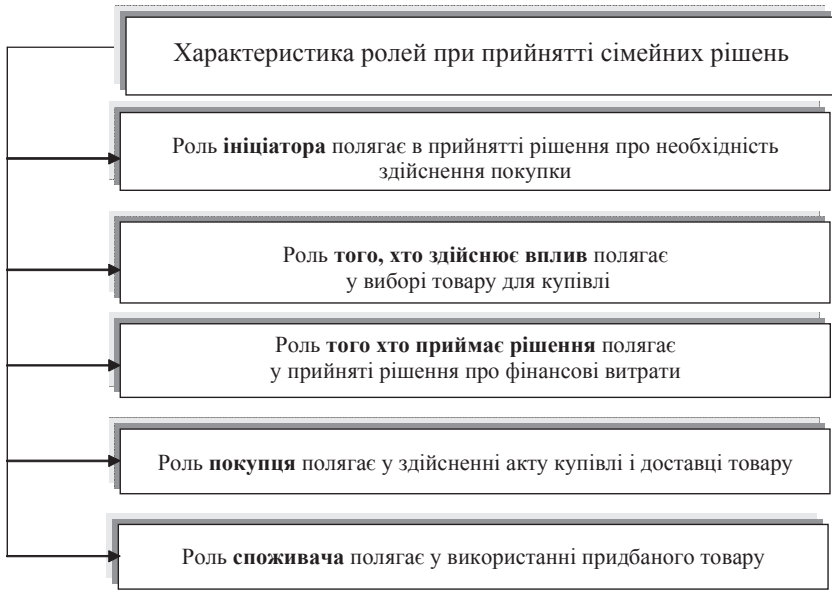 Характеристика ролей при прийнятті сімейних рішень
Роль ініціатора полягає в прийнятті рішення про необхідність
здійснення покупки
Роль того, хто здійснює вплив полягає
у виборі товару для купівлі
Роль того хто приймає рішення полягає
у прийняті рішення про фінансові витрати
Роль покупця полягає у здійсненні акту купівлі і доставці товару
Роль споживача полягає у використанні придбаного товару